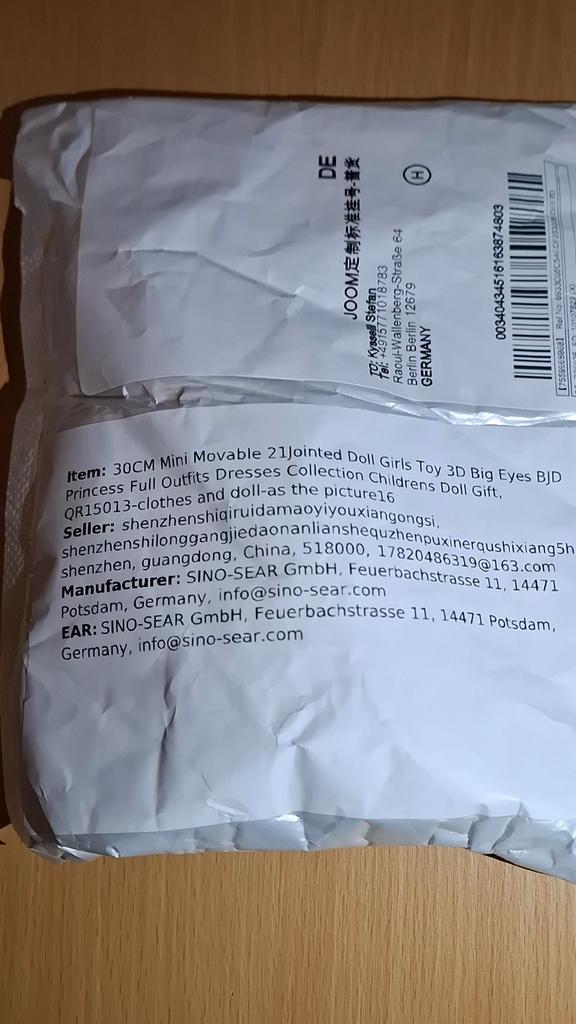 DE
JOOM定制标准挂号-普货
H
TO: Kyssell Stefan
Tel: +4915771018783
Raoul-Wallenberg-Straße 64
Berlin Berlin 12679
GERMANY
00340434516163874803
Item: 30CM Mini Movable 21Jointed Doll Girls Toy 3D Big Eyes BJD
Princess Full Outfits Dresses Collection Childrens Doll Gift,
QR15013-clothes and doll-as the picture16
Seller: shenzhenshiqiruidamaoyiyouxiangongsi,
shenzhenshilonggangjiedaonanlianshequzhenpuxinerqushixiang5h
shenzhen, guangdong, China, 518000, 17820486319@163.com
Manufacturer: SINO-SEAR GmbH, Feuerbachstrasse 11, 14471
Potsdam, Germany, info@sino-sear.com
EAR: SINO-SEAR GmbH, Feuerbachstrasse 11, 14471 Potsdam,
Germany, info@sino-sear.com